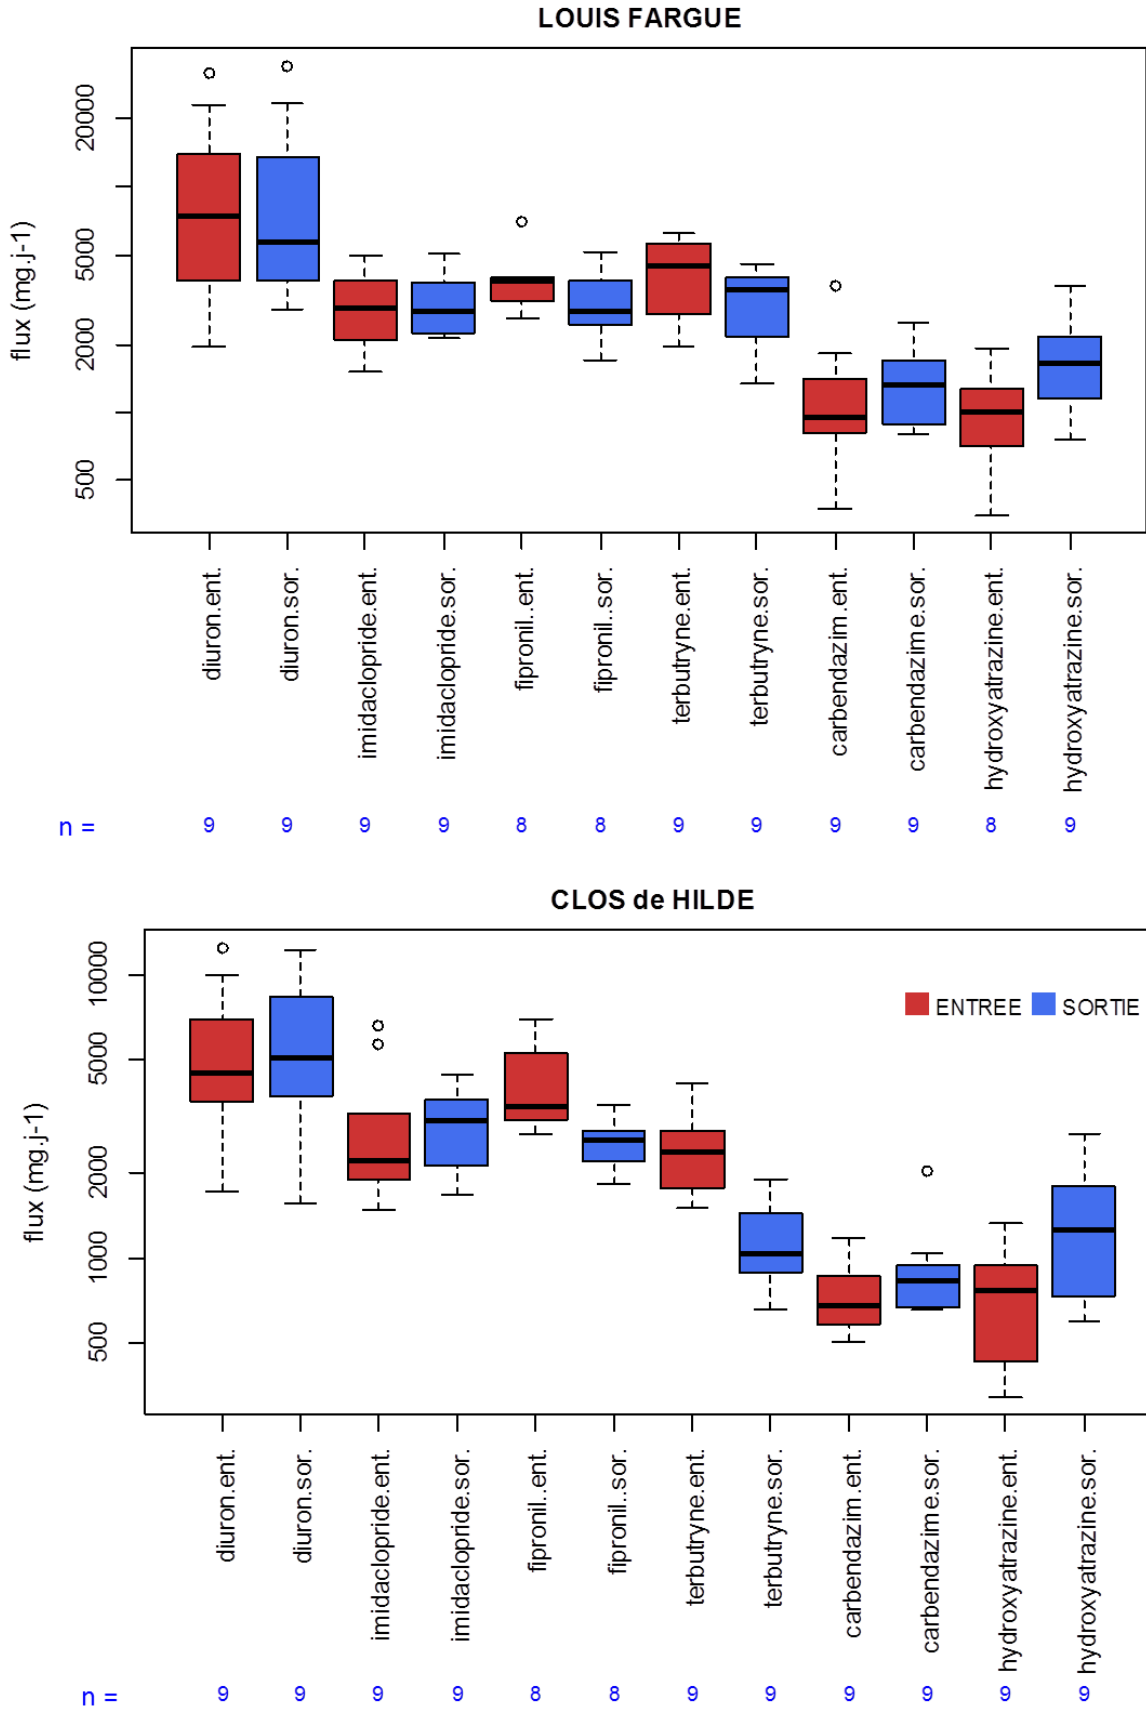 LOUIS FARGUE
flux (mg.j-1)
20000
5000
2000
500
diuron.ent.
diuron.sor.
imidaclopride.ent.
imidaclopride.sor.
fipronil..ent.
fipronil..sor.
terbutryne.ent.
terbutryne.sor.
carbendazim.ent.
carbendazime.sor.
hydroxyatrazine.ent.
hydroxyatrazine.sor.
n = 9 9 9 9 8 8 9 9 9 9 8 9
CLOS de HILDE
flux (mg.j-1)
10000
5000
2000
1000
500
ENTREE SORTIE
diuron.ent.
diuron.sor.
imidaclopride.ent.
imidaclopride.sor.
fipronil..ent.
fipronil..sor.
terbutryne.ent.
terbutryne.sor.
carbendazim.ent.
carbendazime.sor.
hydroxyatrazine.ent.
hydroxyatrazine.sor.
n = 9 9 9 9 8 8 9 9 9 9 9 9